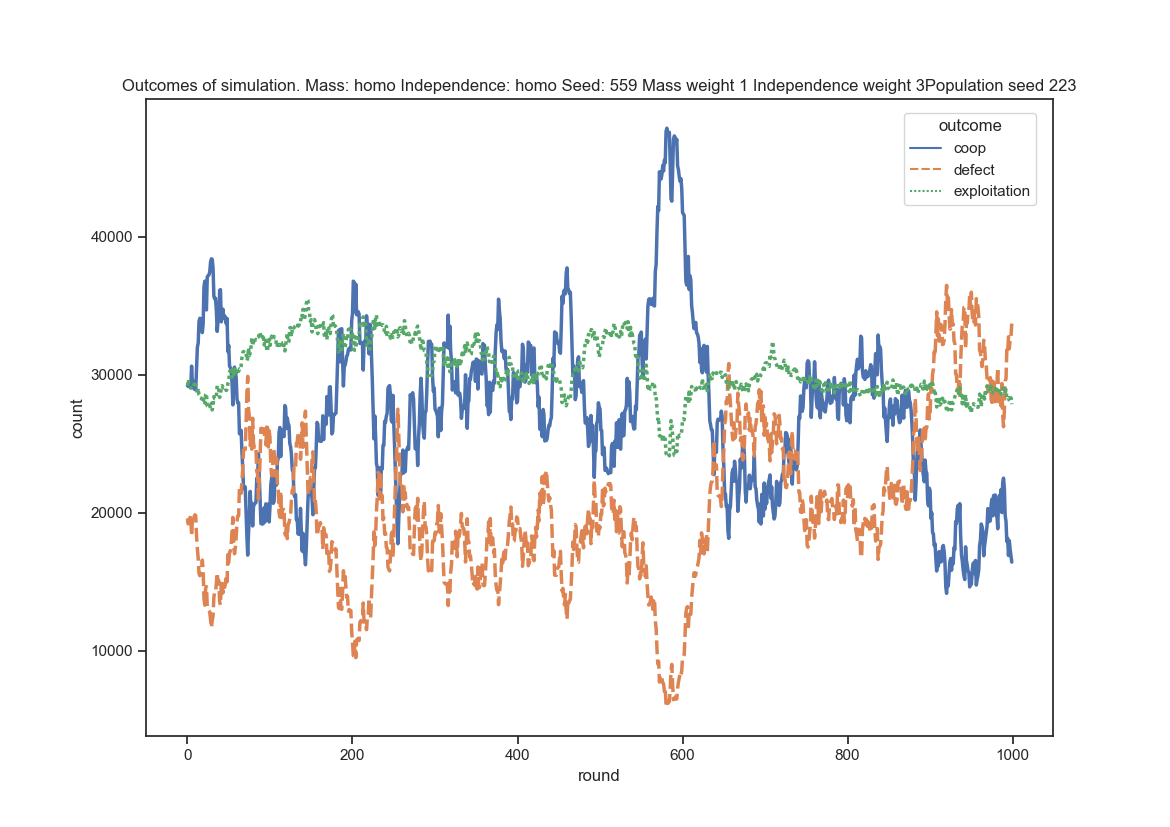 Outcomes of simulation. Mass: homo Independence: homo Seed: 559 Mass weight 1 Independence weight 3Population seed 223
outcome
coop
defect
exploitation
count
40000
30000
20000
10000
0
200
400
600
800
1000
round